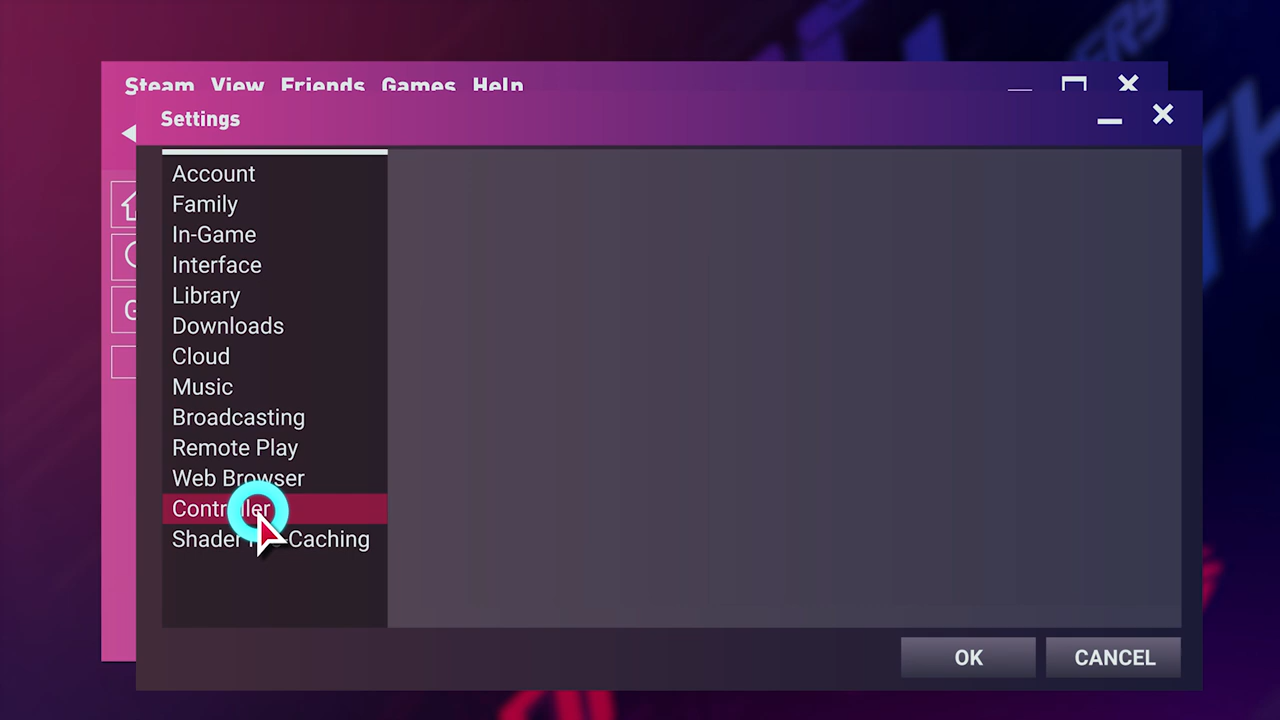 Steam View Friends Games Help
Settings
Account
Family
In-Game
Interface
Library
Downloads
Cloud
Music
Broadcasting
Remote Play
Web Browser
Controller
Shader Caching
OK CANCEL